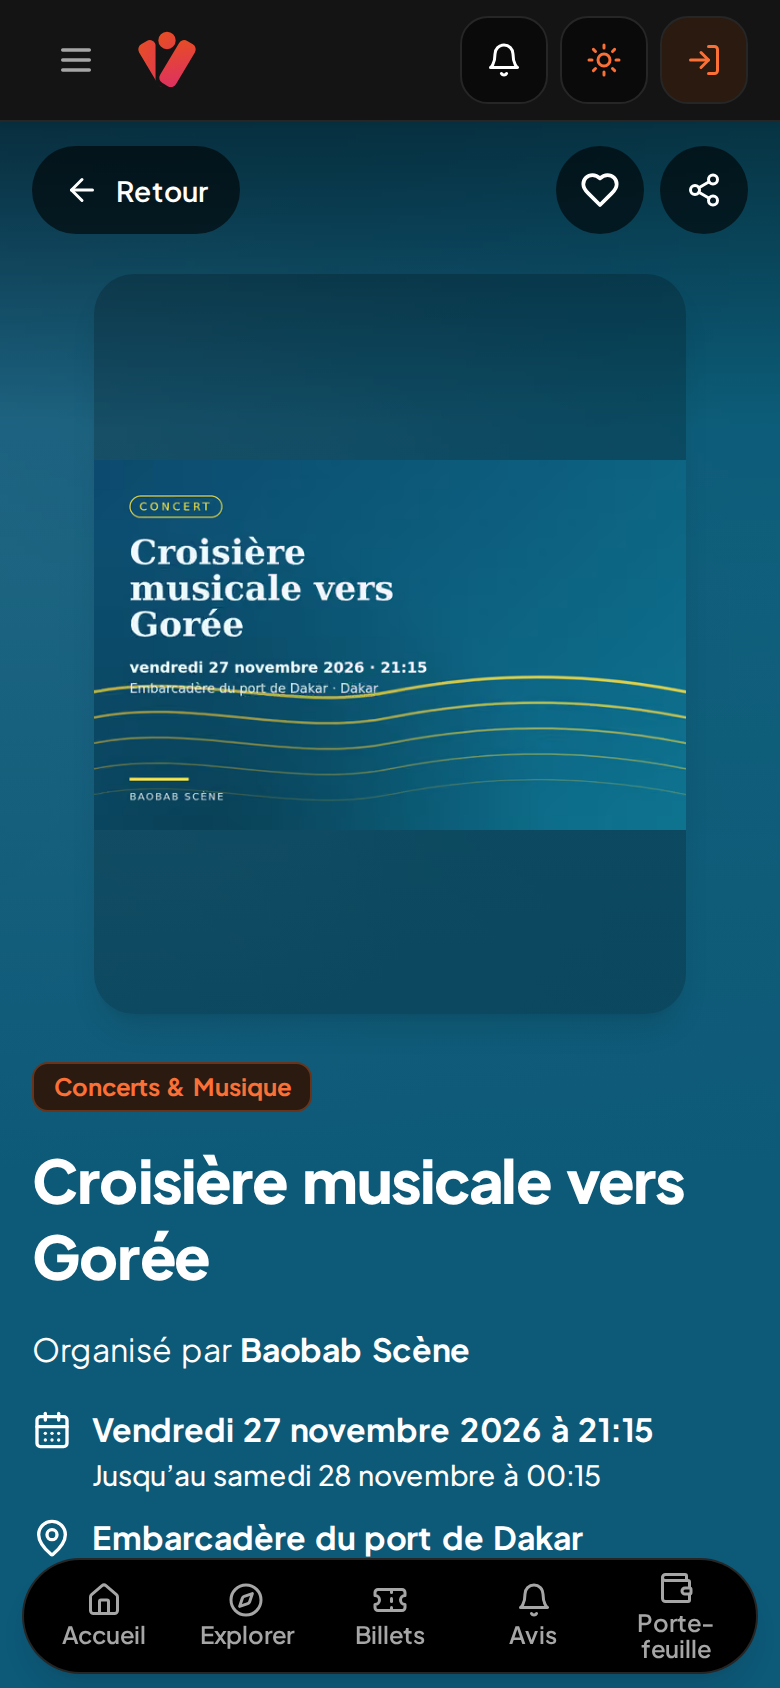 Retour
CONCERT
Croisière
musicale vers
Gorée
vendredi 27 novembre 2026 · 21:15
Embarcadère du port de Dakar · Dakar
BAOBAB SCÈNE
Concerts & Musique
Croisière musicale vers
Gorée
Organisé par Baobab Scène
Vendredi 27 novembre 2026 à 21:15
Jusqu’au samedi 28 novembre à 00:15
Embarcadère du port de Dakar
Accueil
Explorer
Billets
Avis
Porte-
feuille